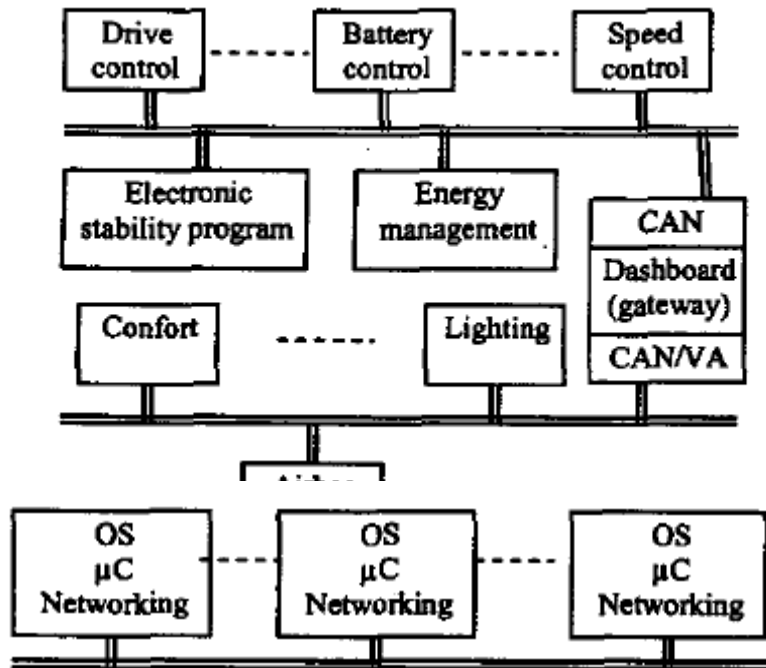 Drive
control
Battery
control
Speed
control
Electronic
stability program
Energy
management
CAN
Dashboard
(gateway)
CAN/VA
Confort
Lighting
OS
µC
Networking
OS
µC
Networking
OS
µC
Networking